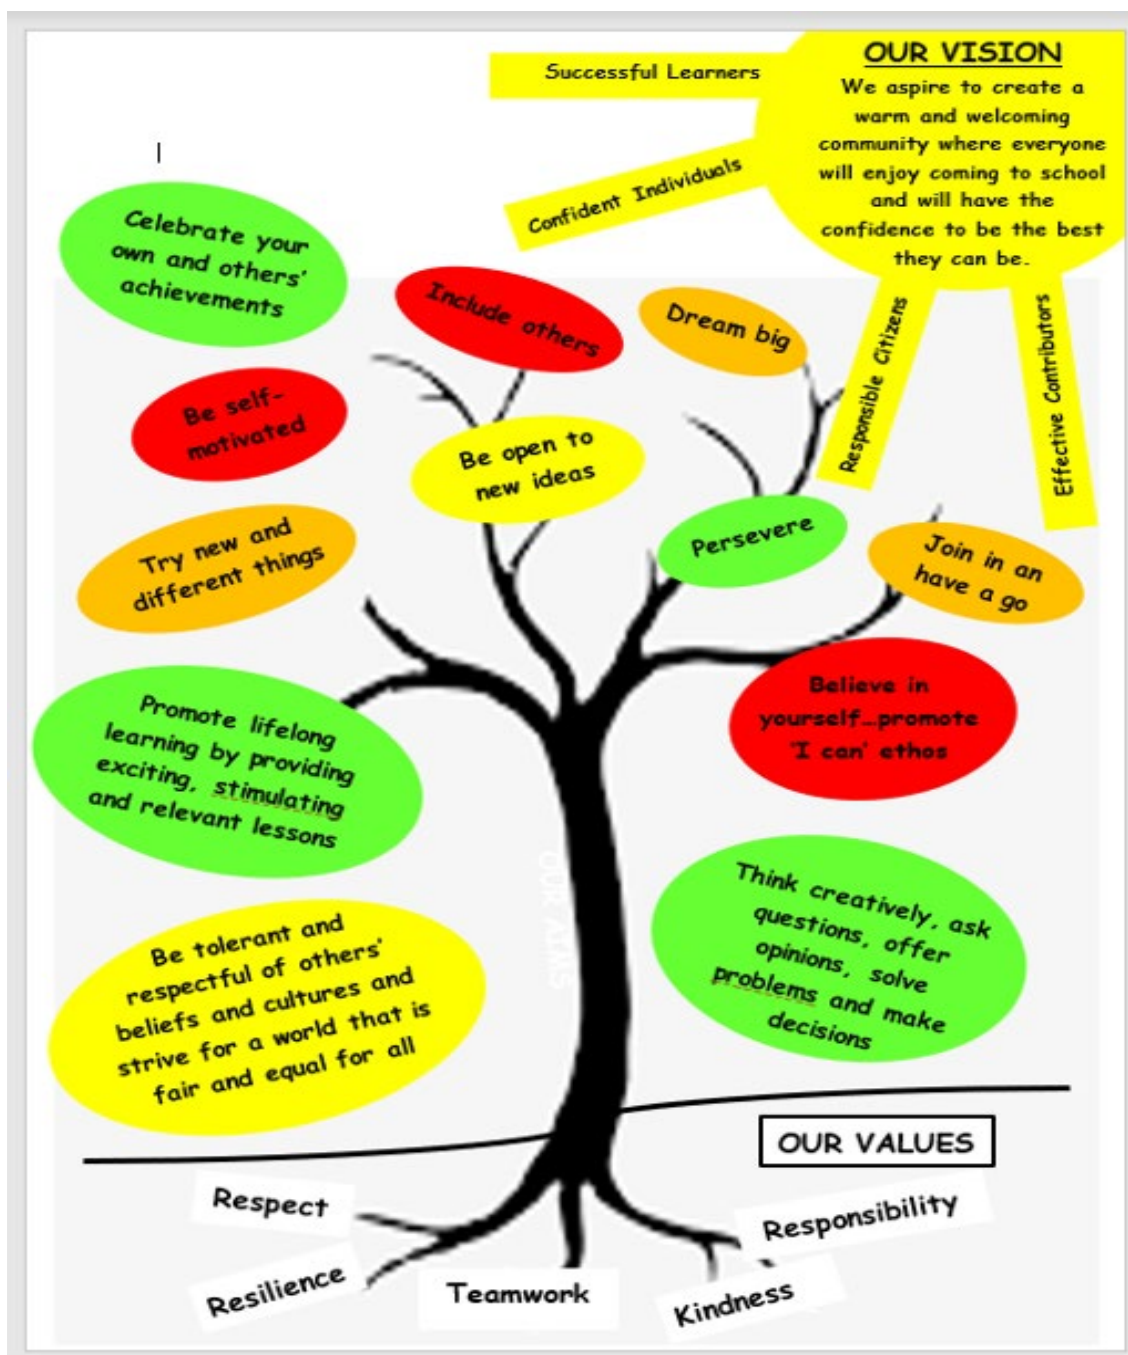 OUR VISION
We aspire to create a
warm and welcoming
community where everyone
will enjoy coming to school
and will have the
confidence to be the best
they can be.
Successful Learners
Confident Individuals
Responsible Citizens
Effective Contributors
Celebrate your
own and others'
achievements
Include others
Dream big
Be self-
motivated
Be open to
new ideas
Try new and
different things
Persevere
Join in an
have a go
Promote lifelong
learning by providing
exciting, stimulating
and relevant lessons
Believe in
yourself…promote
'I can' ethos
OUR AIMS
Think creatively, ask
questions, offer
opinions, solve
problems and make
decisions
Be tolerant and
respectful of others'
beliefs and cultures and
strive for a world that is
fair and equal for all
OUR VALUES
Respect
Responsibility
Resilience
Teamwork
Kindness